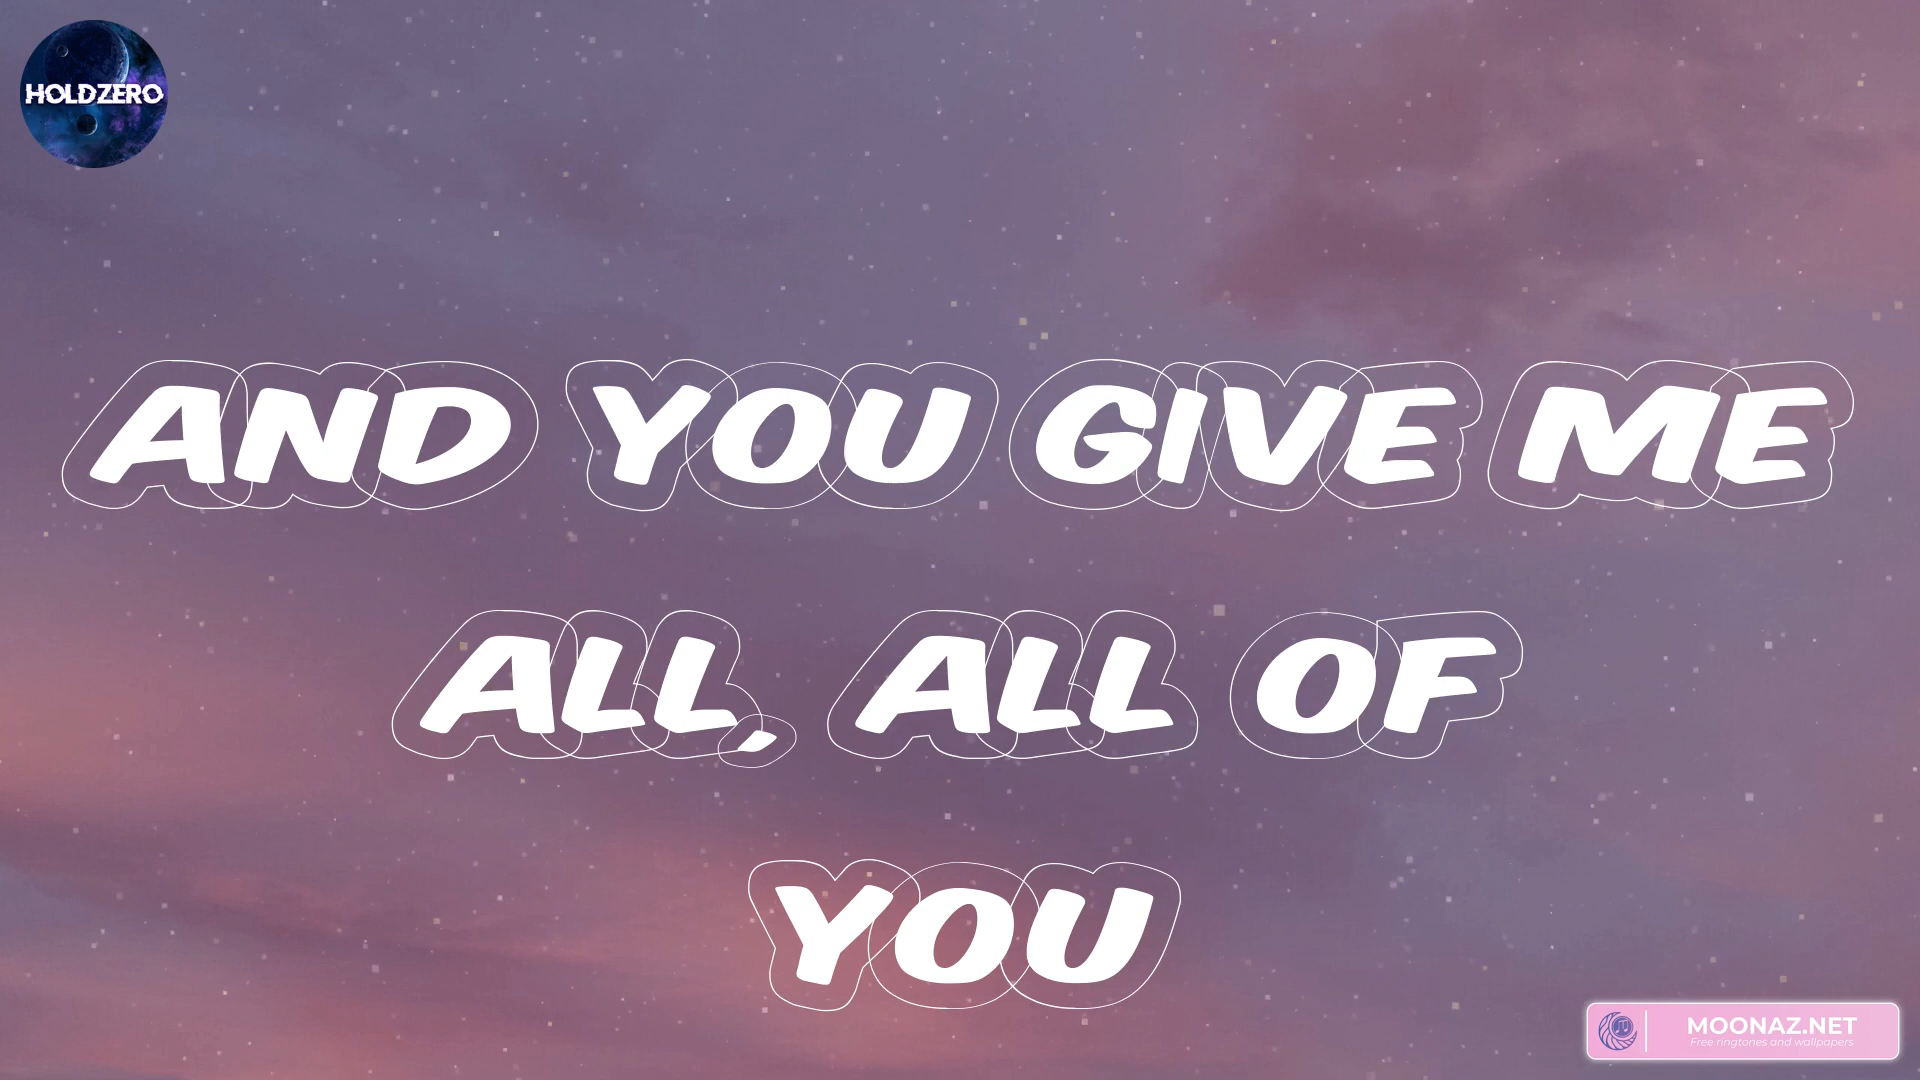 HOLDZERO
AND YOU GIVE ME
ALL, ALL OF
YOU
MOONAZ.NET
Free ringtones and wallpapers